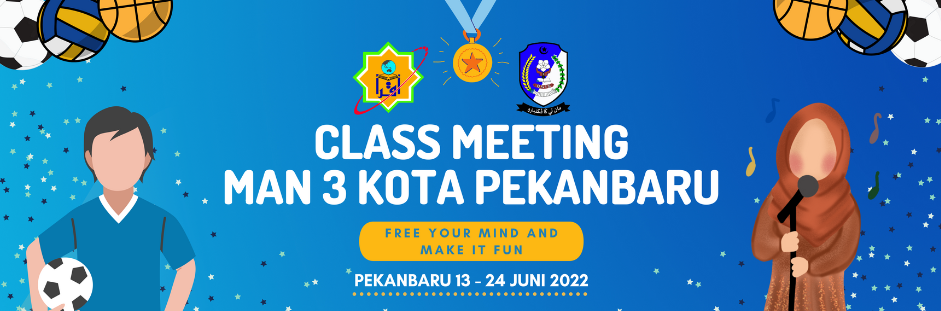 CLASS MEETING
MAN 3 KOTA PEKANBARU
FREE YOUR MIND AND
MAKE IT FUN
PEKANBARU 13 - 24 JUNI 2022